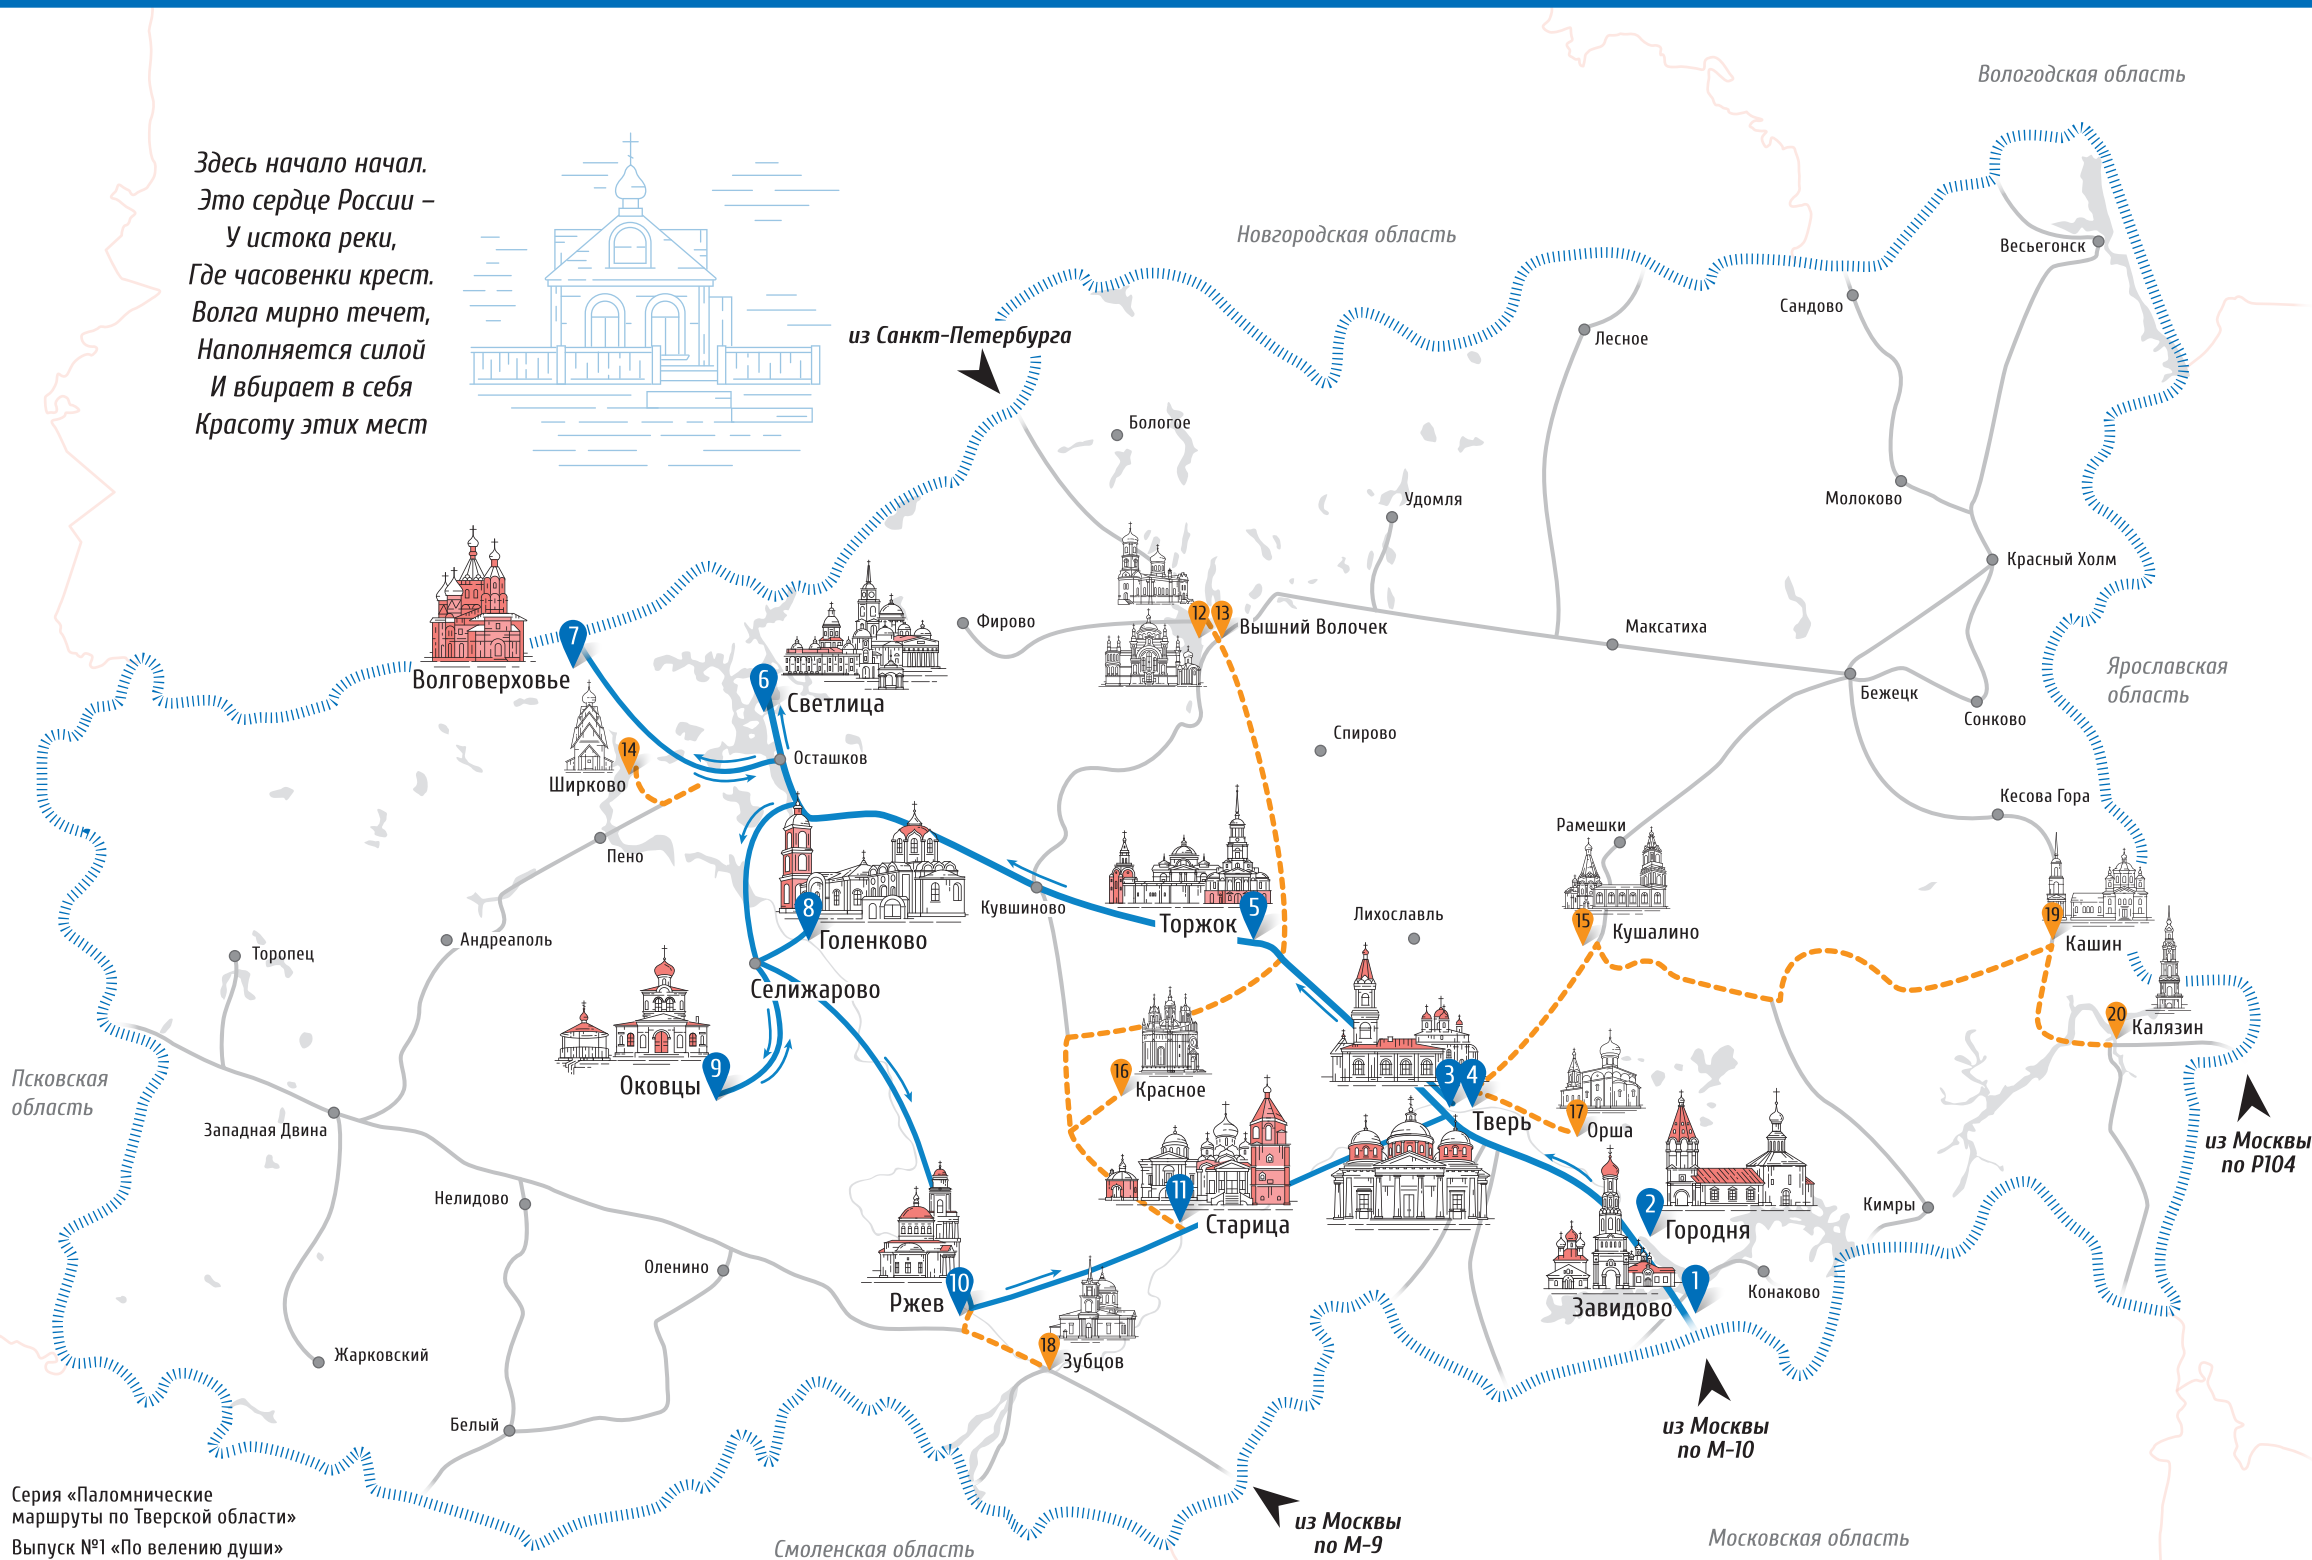 Вологодская область
Здесь начало начал.
Это сердце России –
У истока реки,
Где часовенки крест.
Волга мирно течет,
Наполняется силой
И вбирает в себя
Красоту этих мест
Новгородская область
Весьегонск
Сандово
из Санкт-Петербурга
Лесное
Бологое
Удомля
Молоково
Красный Холм
12
13
Фирово
Вышний Волочек
Максатиха
7
Волговерховье
6
Светлица
Ярославская
область
Бежецк
Сонково
Спирово
14
Ширково
Осташков
Кесова Гора
Рамешки
Пено
8
Голенково
Кувшиново
5
Торжок
Лихославль
15
Кушалино
19
Кашин
Торопец
Андреаполь
Селижарово
20
Калязин
Псковская
область
9
Оковцы
16
Красное
3
4
Тверь
17
Орша
Западная Двина
из Москвы
по Р104
Нелидово
11
Старица
2
Городня
Кимры
Оленино
10
Ржев
1
Завидово
Конаково
18
Зубцов
Жарковский
Белый
из Москвы
по М-10
Серия «Паломнические
маршруты по Тверской области»
Выпуск №1 «По велению души»
из Москвы
по М-9
Смоленская область
Московская область